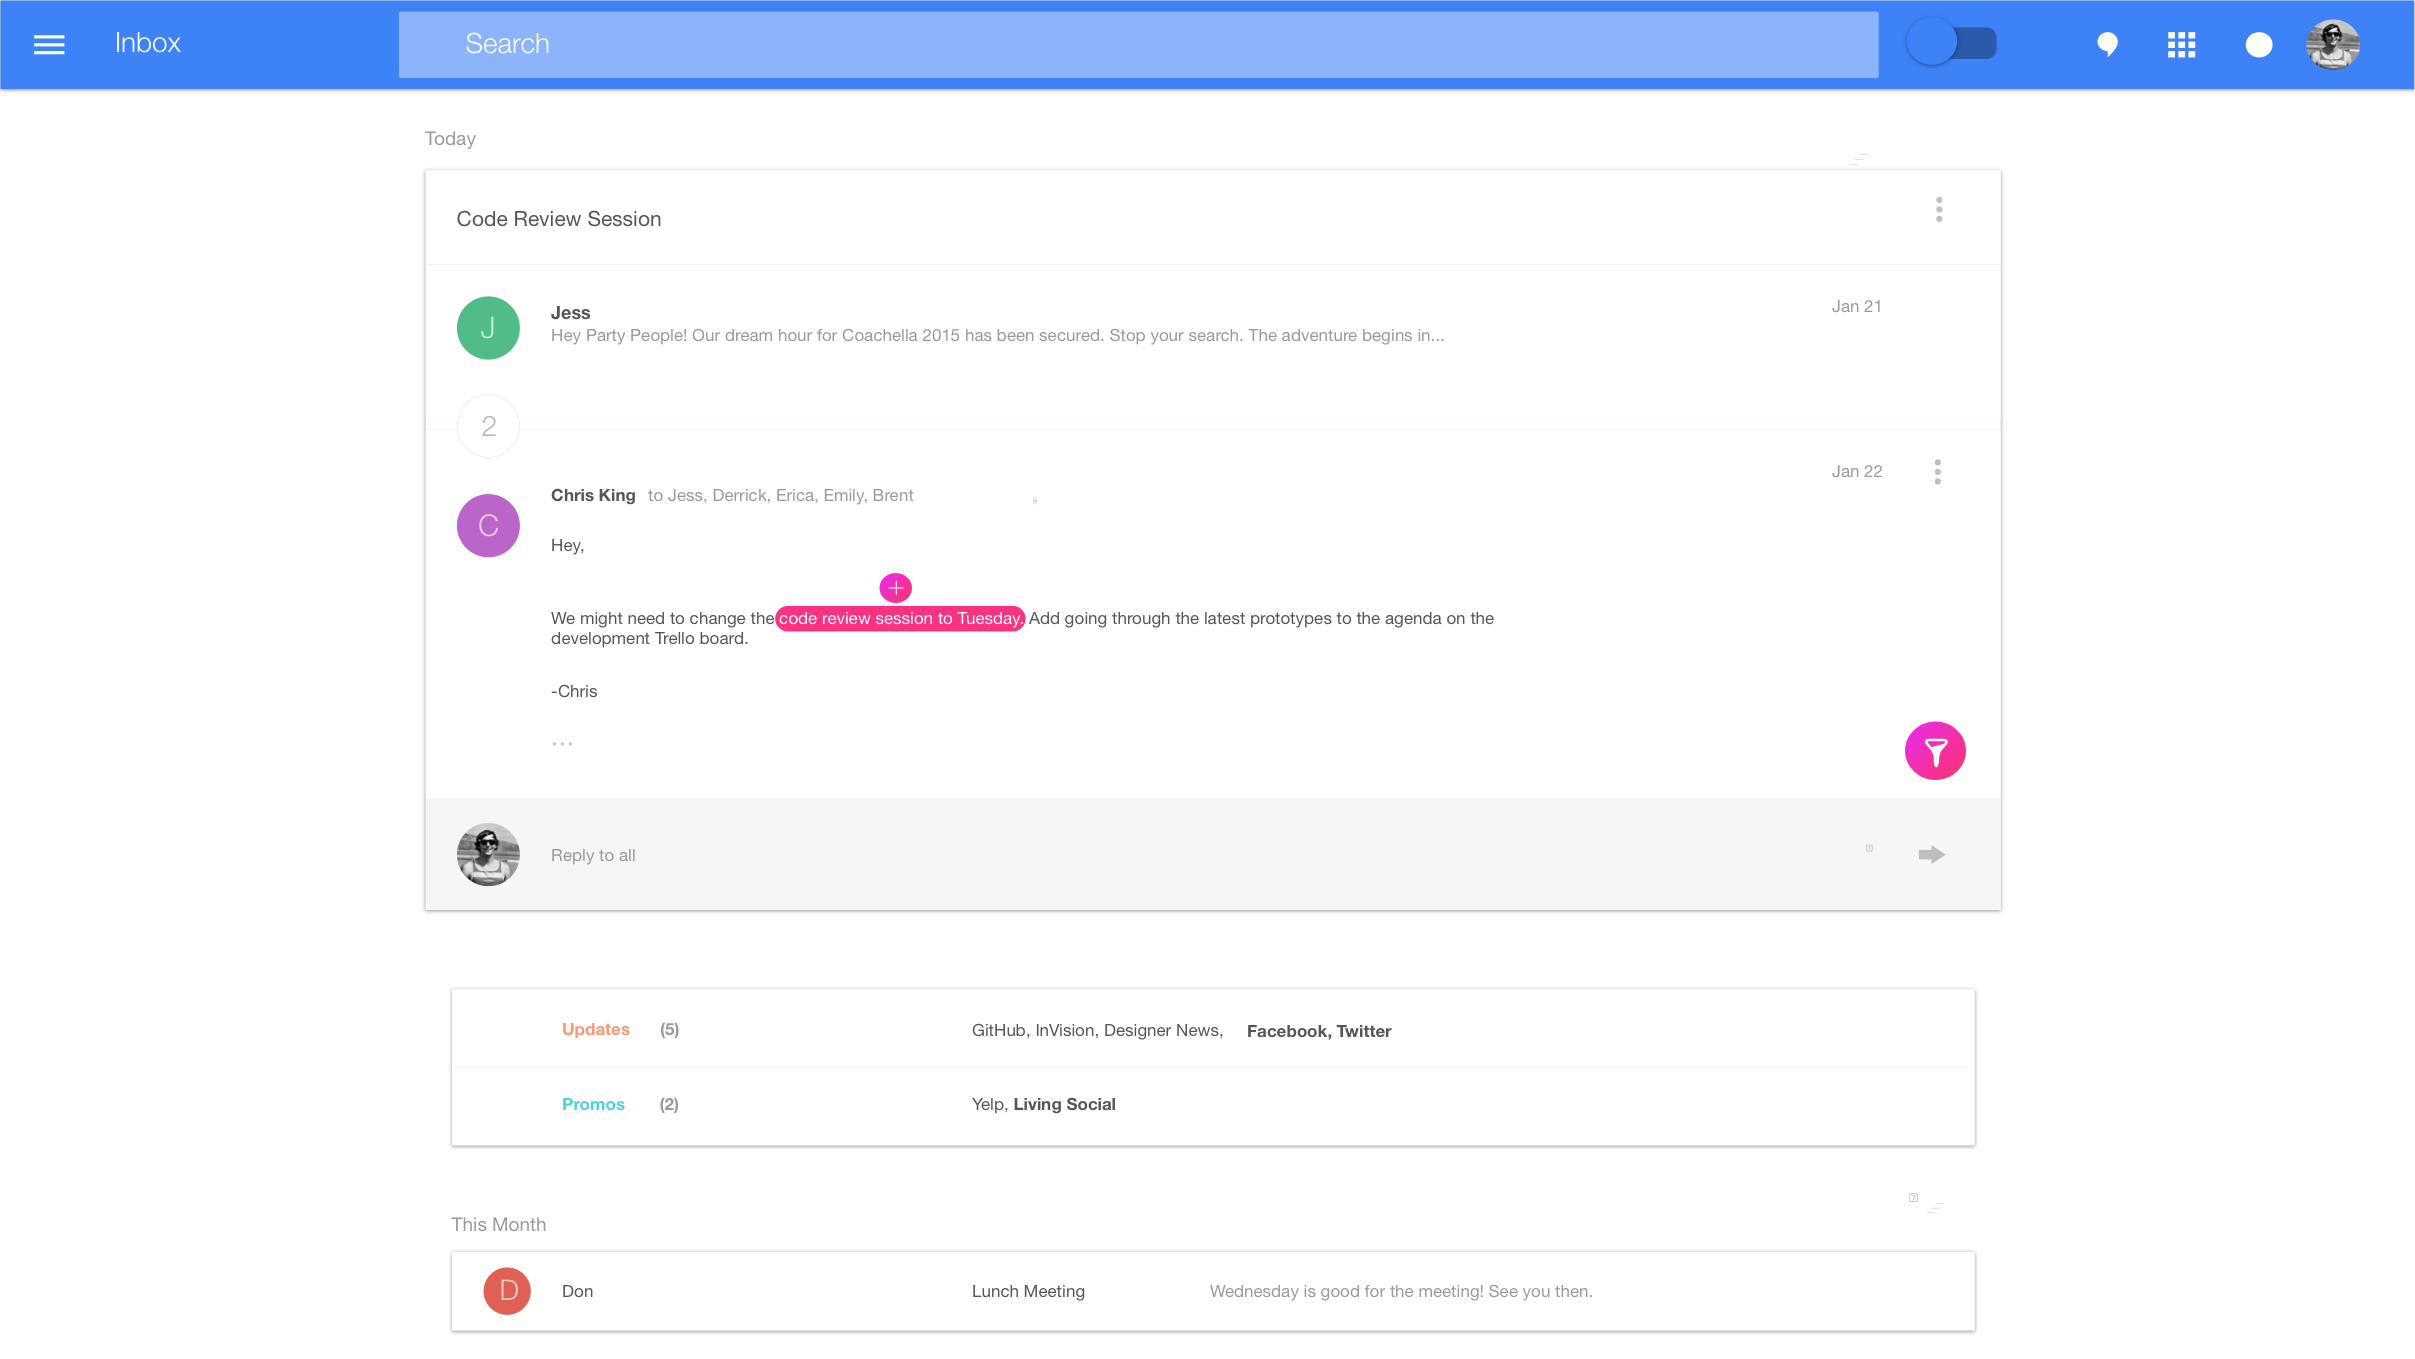 Inbox
Search
Today
Code Review Session
J
Jess
Jan 21
Hey Party People! Our dream hour for Coachella 2015 has been secured. Stop your search. The adventure begins in...
2
Jan 22
C
Chris King to Jess, Derrick, Erica, Emily, Brent
Hey,
We might need to change the code review session to Tuesday. Add going through the latest prototypes to the agenda on the
development Trello board.
-Chris
...
Reply to all
Updates (5) GitHub, InVision, Designer News, Facebook, Twitter
Promos (2) Yelp, Living Social
This Month
D Don Lunch Meeting Wednesday is good for the meeting! See you then.